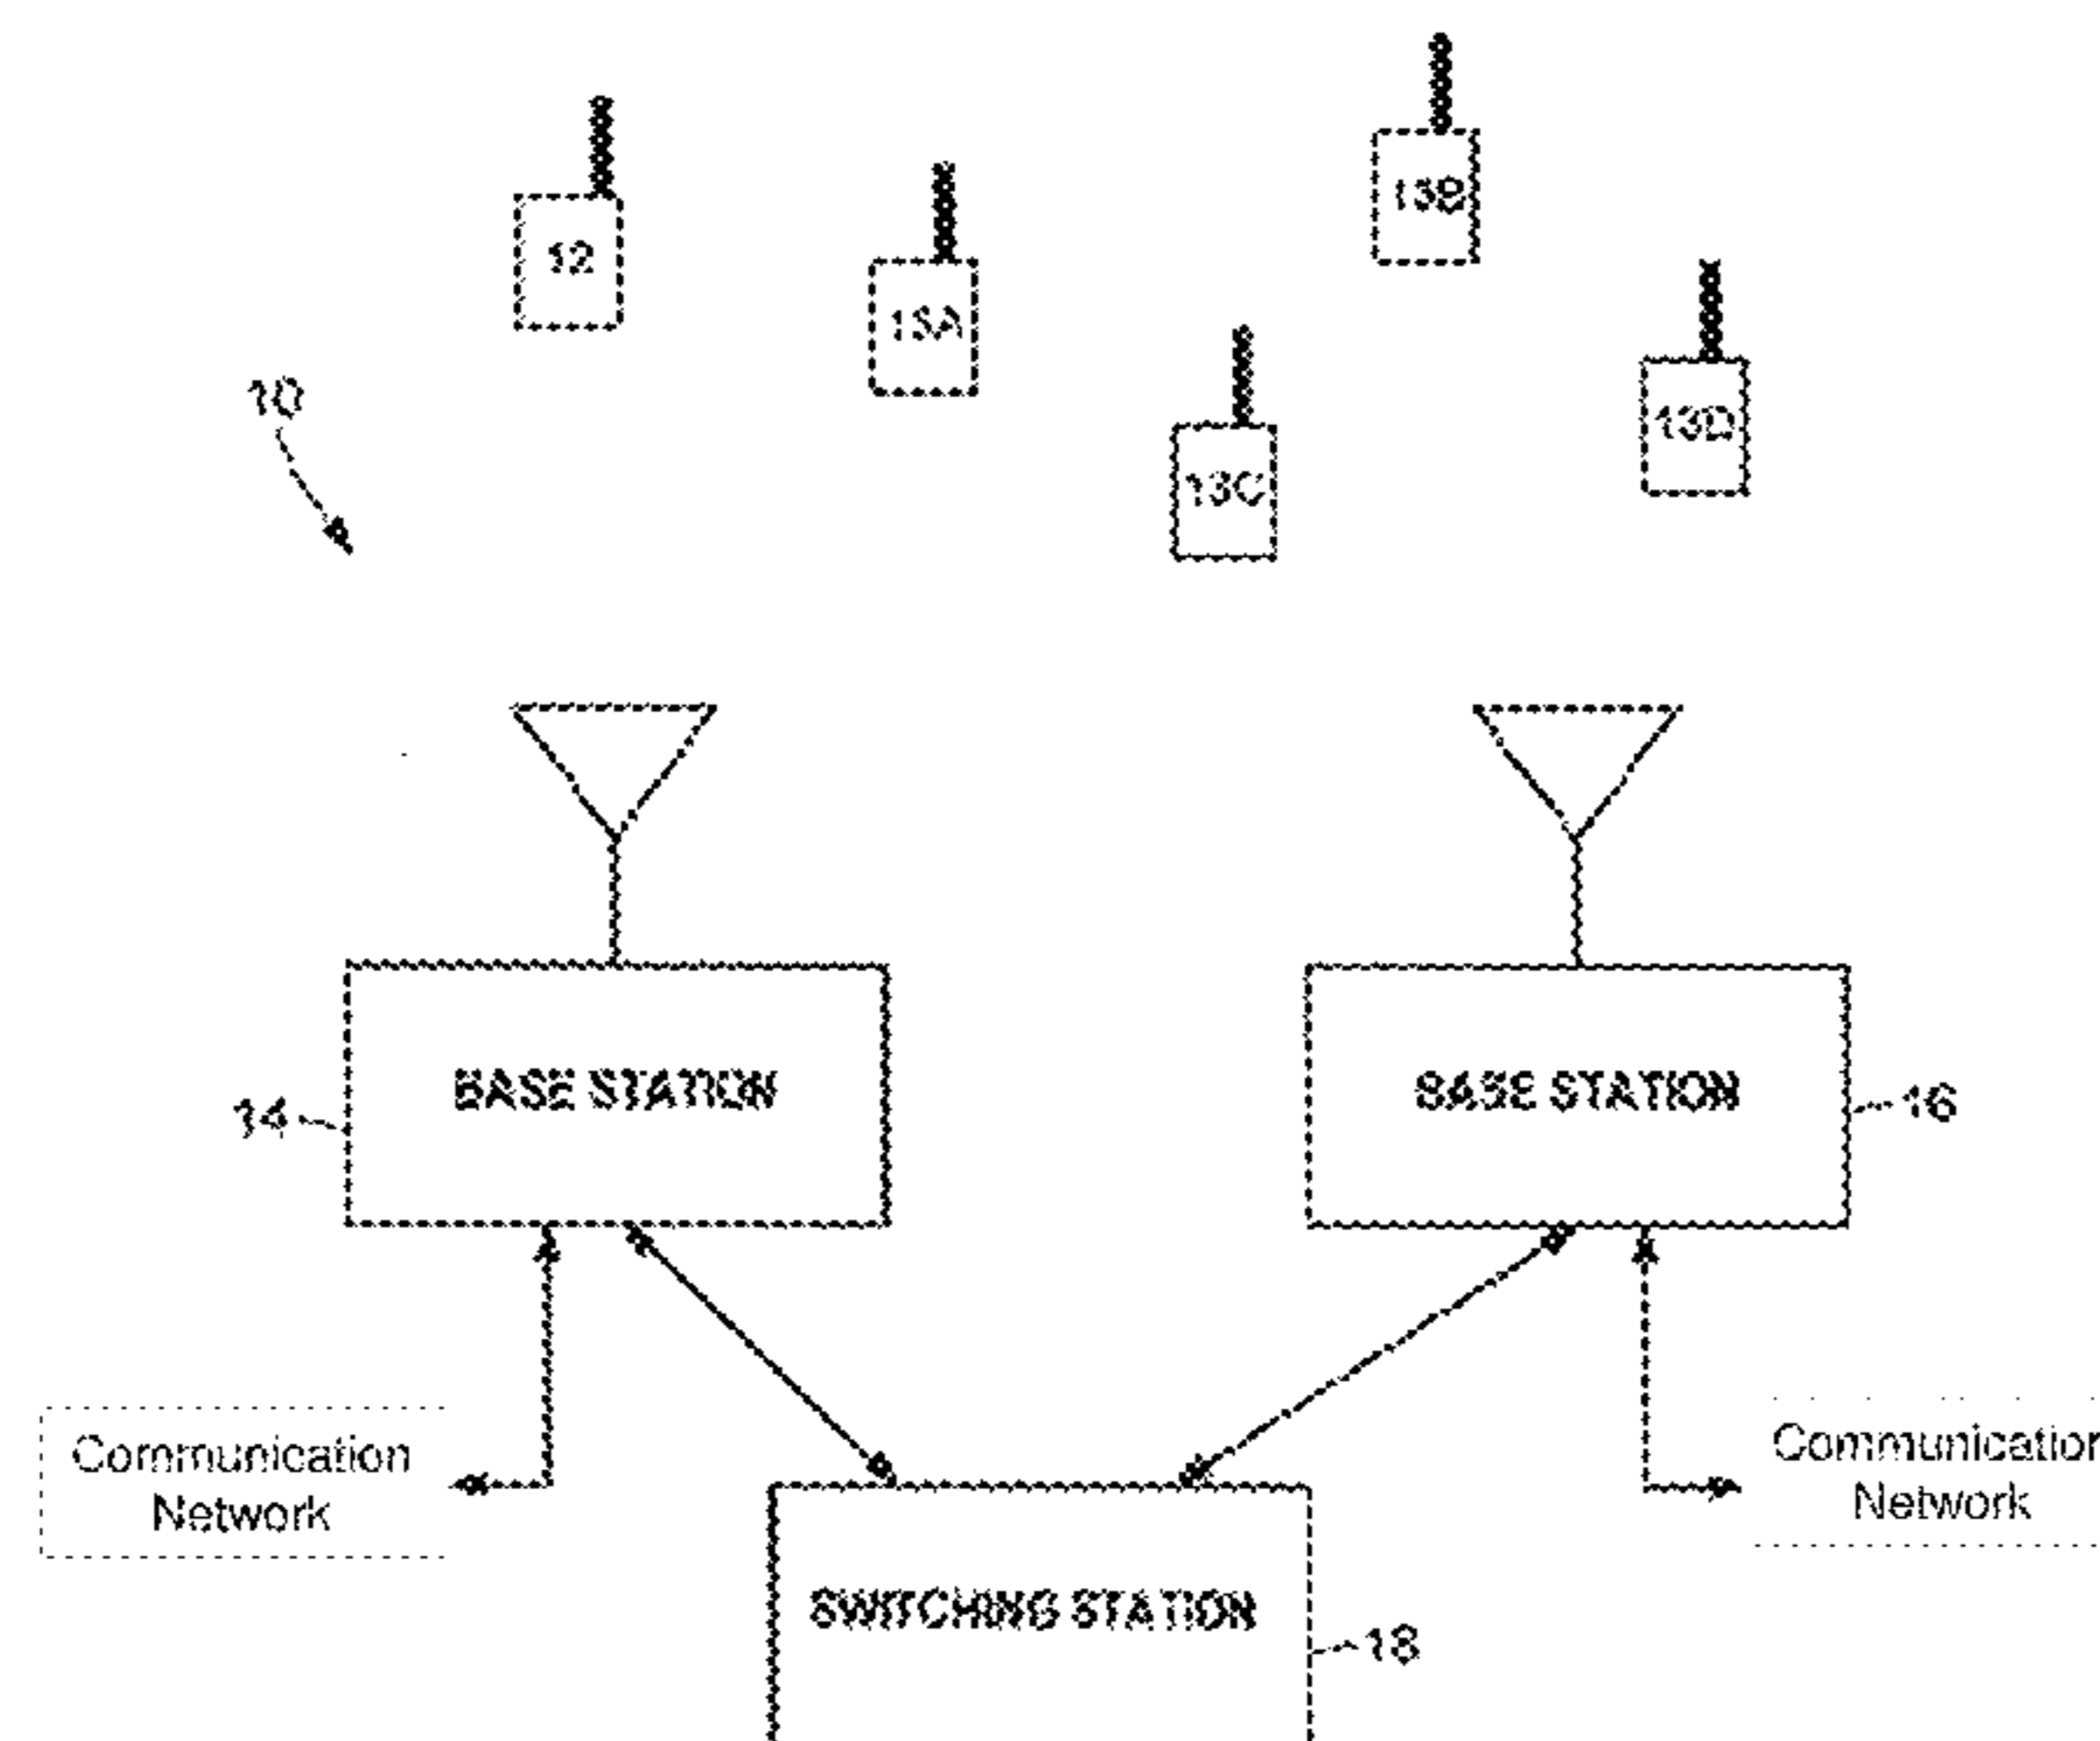 13B
12
13A
10
13D
13C
BASE STATION
BASE STATION
14
16
Communication
Network
Communication
Network
SWITCHING STATION
18